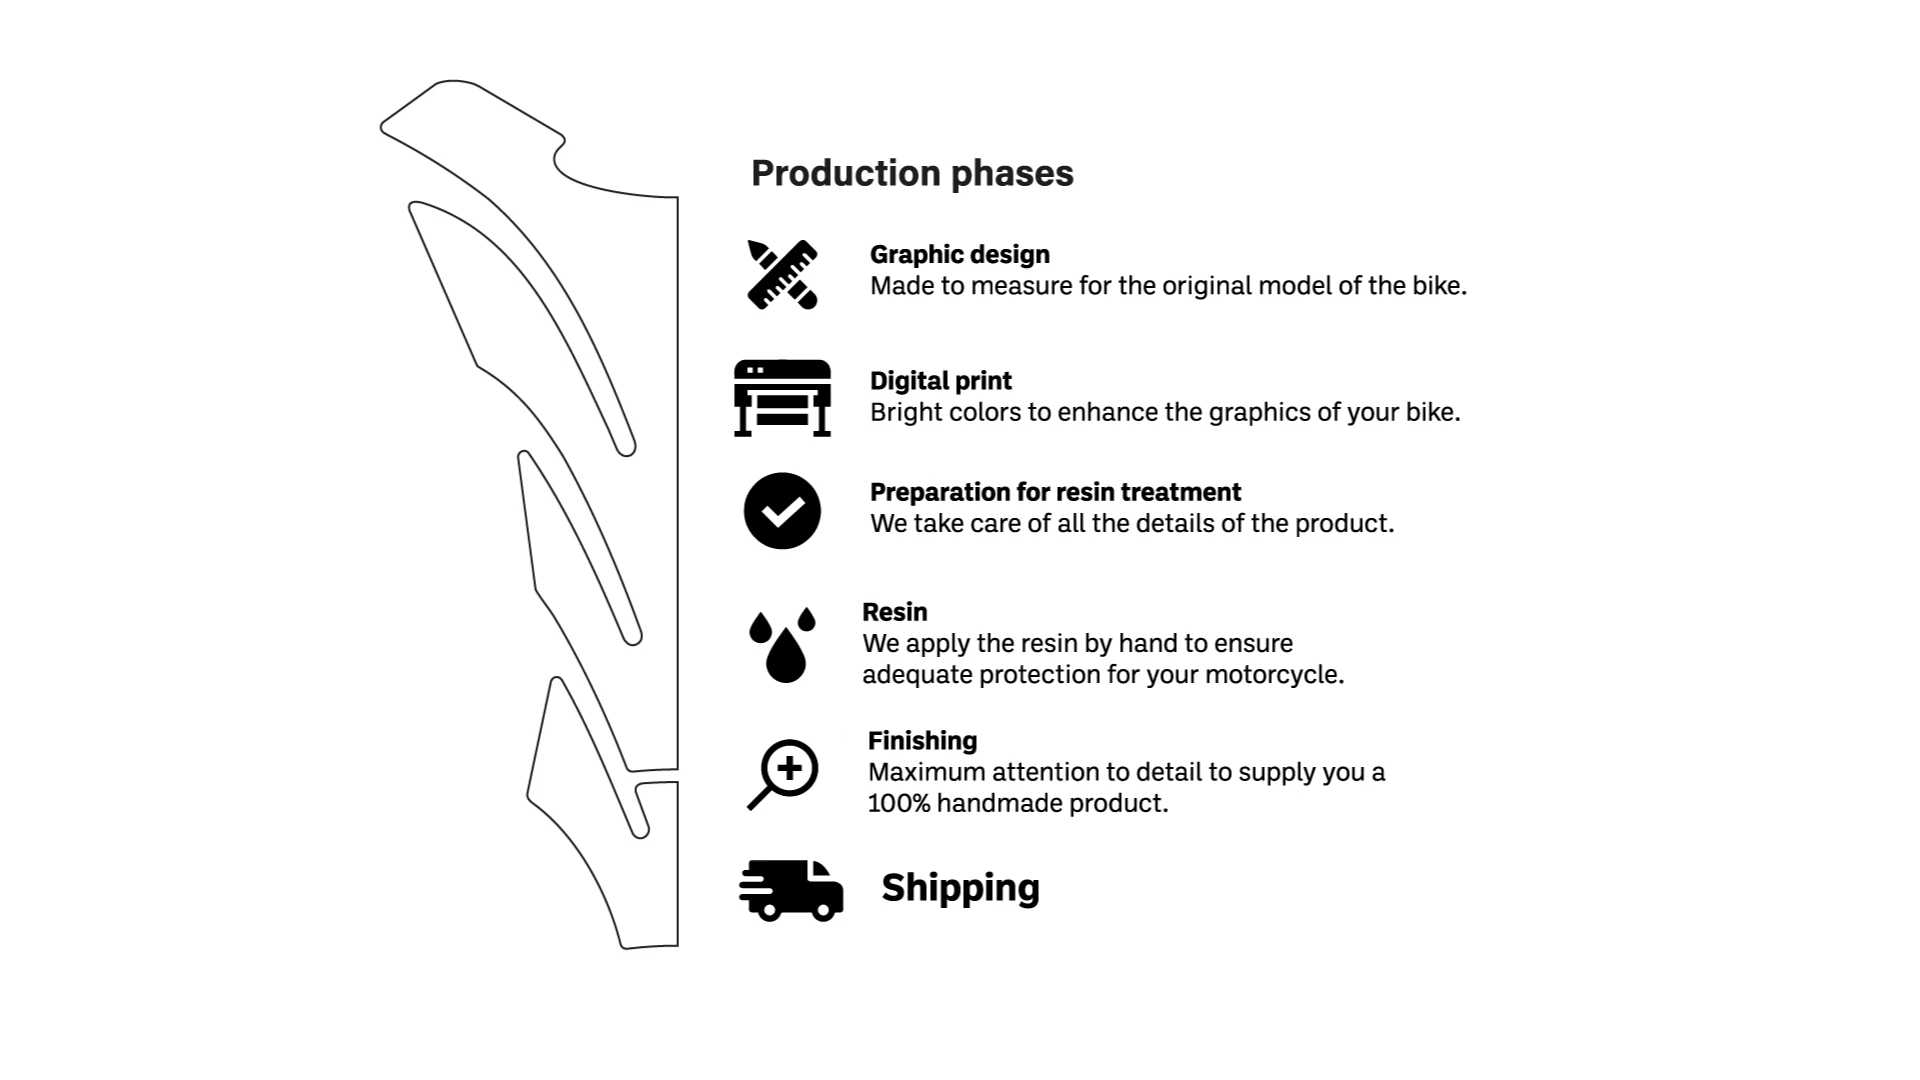 Production phases
Graphic design
Made to measure for the original model of the bike.
Digital print
Bright colors to enhance the graphics of your bike.
Preparation for resin treatment
We take care of all the details of the product.
Resin
We apply the resin by hand to ensure
adequate protection for your motorcycle.
Finishing
Maximum attention to detail to supply you a
100% handmade product.
Shipping